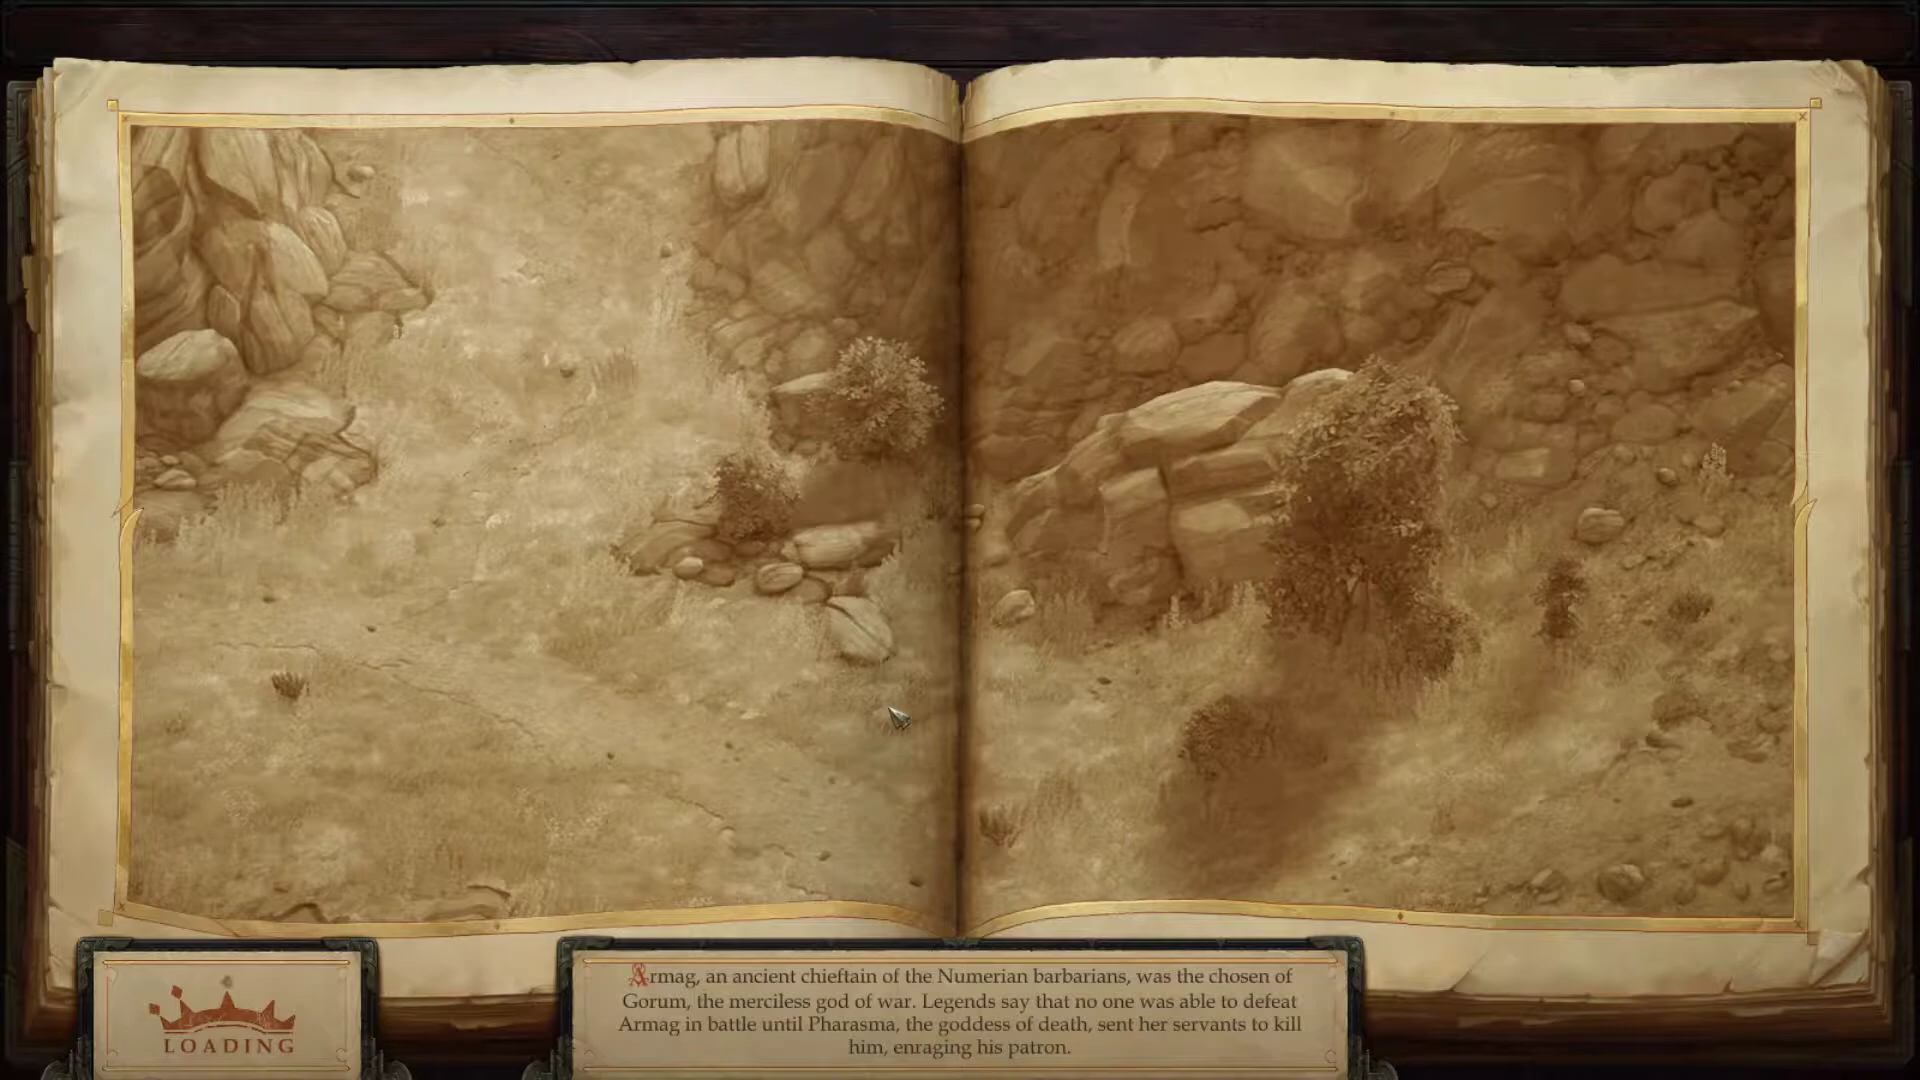 LOADING
Armag, an ancient chieftain of the Numerian barbarians, was the chosen of
Gorum, the merciless god of war. Legends say that no one was able to defeat
Armag in battle until Pharasma, the goddess of death, sent her servants to kill
him, enraging his patron.